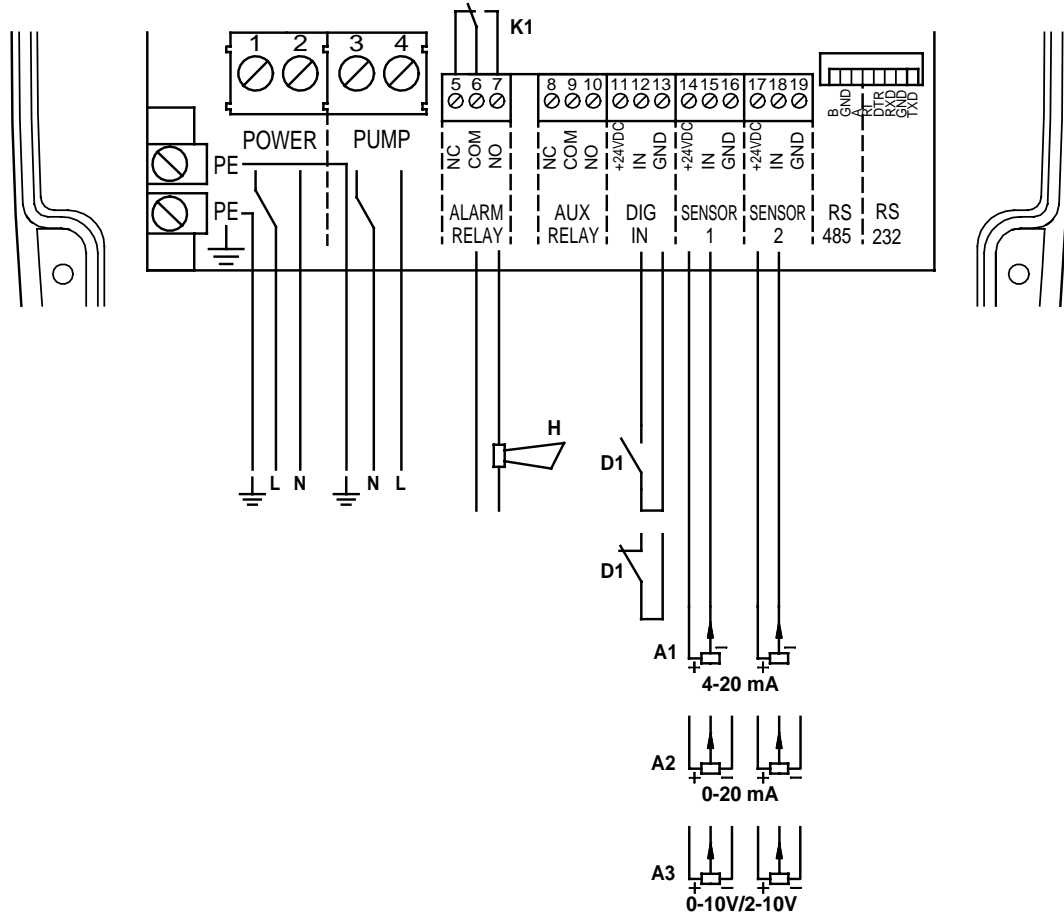 K1
1 2 3 4
5 6 7 8 9 10 11 12 13 14 15 16 17 18 19
NC COM NO NC COM NO +24VDC IN GND +24VDC IN GND +24VDC IN GND B GND A RI DTR RXD GND TXD
POWER PUMP
PE
PE
ALARM RELAY
AUX RELAY
DIG IN
SENSOR 1
SENSOR 2
RS 485
RS 232
H
L N N L
D1
D1
A1
+ - + -
4-20 mA
A2
+ - + -
0-20 mA
A3
+ - + -
0-10V/2-10V